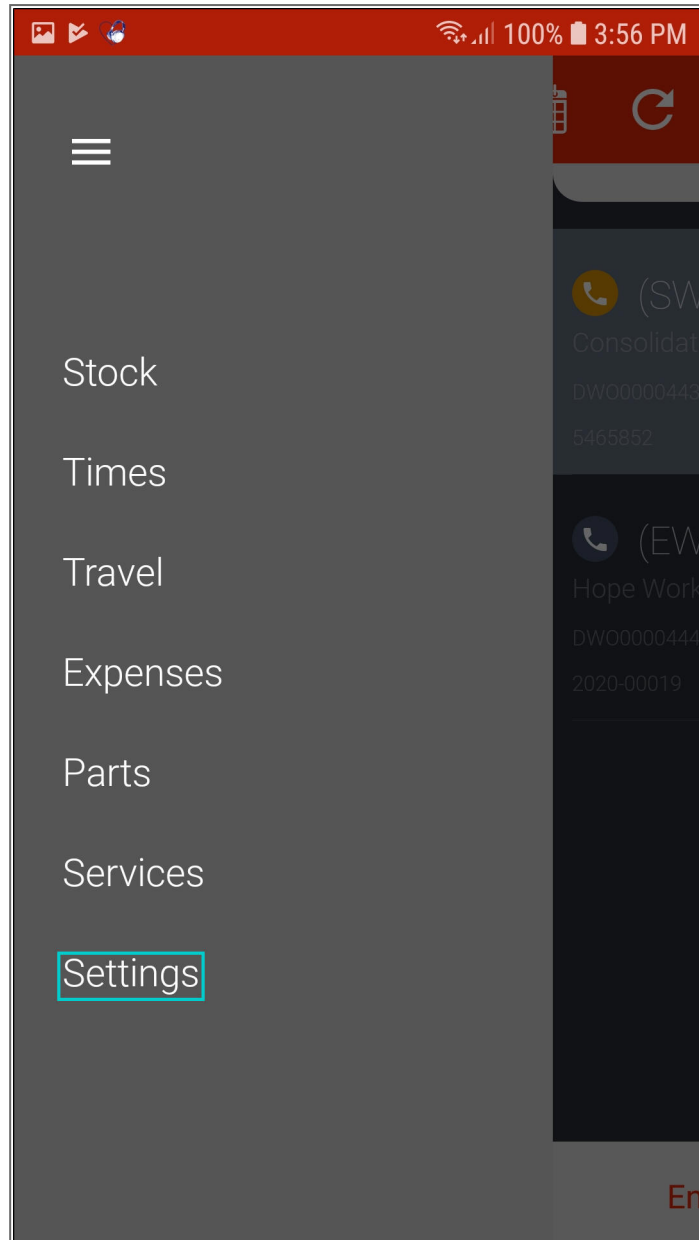 100% 3:56 PM
Stock
Times
Travel
Expenses
Parts
Services
Settings
(SW
Consolidat
DWO0000443
5465852
(EW
Hope Work
DWO0000444
2020-00019
En